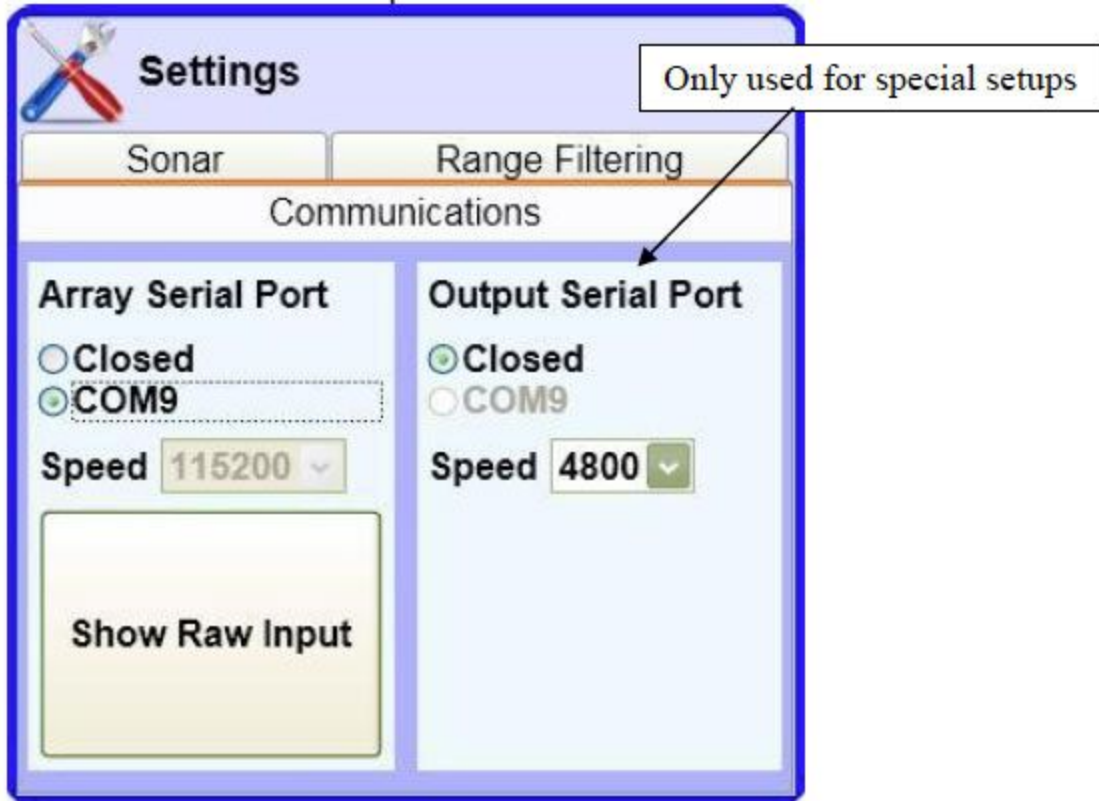 Settings
Only used for special setups
Sonar
Range Filtering
Communications
Array Serial Port
Closed
COM9
Speed 115200
Show Raw Input
Output Serial Port
Closed
COM9
Speed 4800